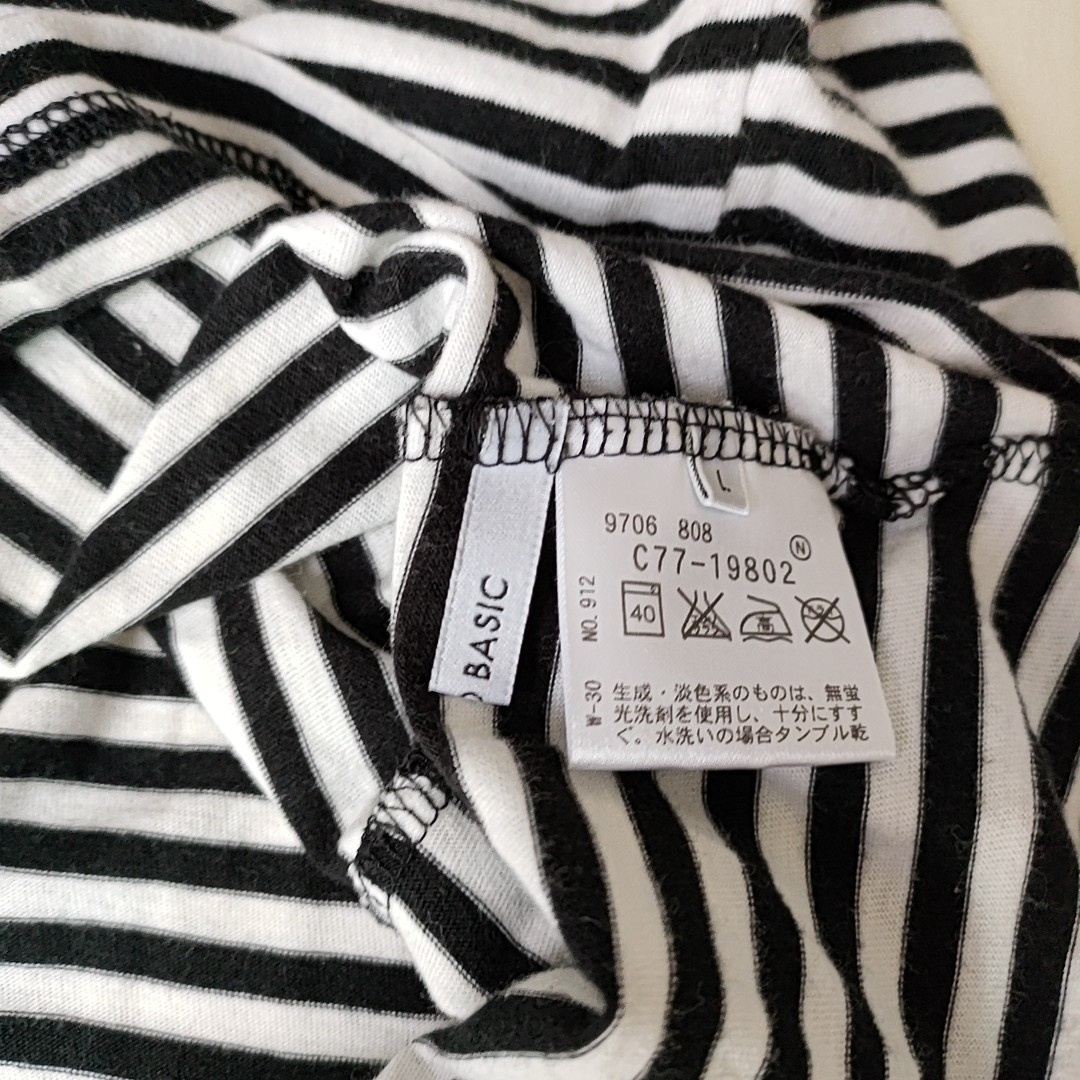 L
9706 808
C77-19802 Ⓝ
NO.912
40
高
W-30
生成・淡色系のものは、無蛍
光洗剤を使用し、十分にすす
ぐ。水洗いの場合タンブル乾
BASIC